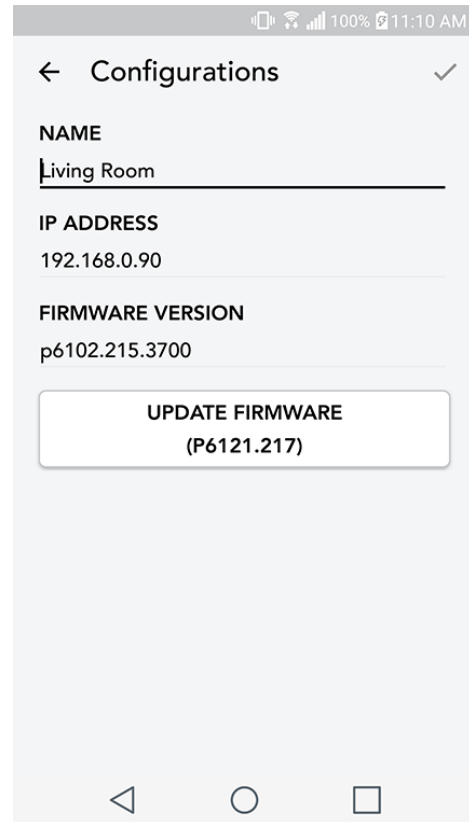 100% 11:10 AM
Configurations
NAME
Living Room
IP ADDRESS
192.168.0.90
FIRMWARE VERSION
p6102.215.3700
UPDATE FIRMWARE
(P6121.217)